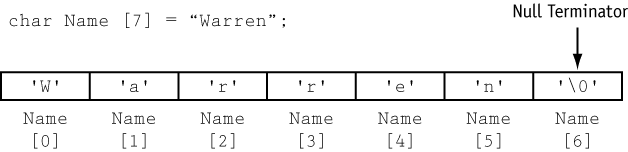 Null Terminator
char Name [7] = “Warren”;
'W' 'a' 'r' 'r' 'e' 'n' '\0'
Name Name Name Name Name Name Name
[0] [1] [2] [3] [4] [5] [6]